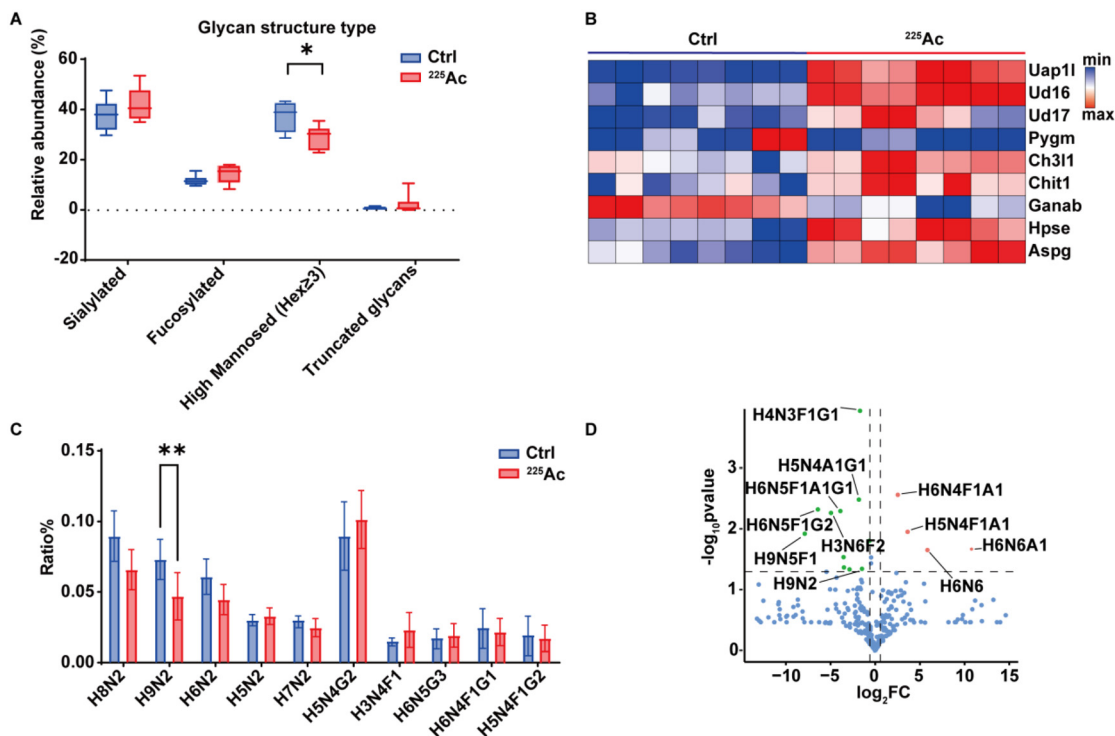 A
Glycan structure type
Relative abundance (%)
60
40
20
0
-20
*
Ctrl
²²⁵Ac
Sialylated
Fucosylated
High Mannosed (Hex≥3)
Truncated glycans
B
Ctrl
²²⁵Ac
Uap1l
Ud16
Ud17
Pygm
Ch3l1
Chit1
Ganab
Hpse
Aspg
min
max
C
Ratio%
0.15
0.10
0.05
0.00
**
Ctrl
²²⁵Ac
H8N2
H9N2
H6N2
H5N2
H7N2
H5N4G2
H3N4F1
H6N5G3
H6N4F1G1
H5N4F1G2
D
-log₁₀pvalue
3
2
1
0
H4N3F1G1
H5N4A1G1
H6N5F1A1G1
H6N5F1G2
H9N5F1
H3N6F2
H9N2
H6N4F1A1
H5N4F1A1
H6N6A1
H6N6
−10 −5 0 5 10 15
log₂FC